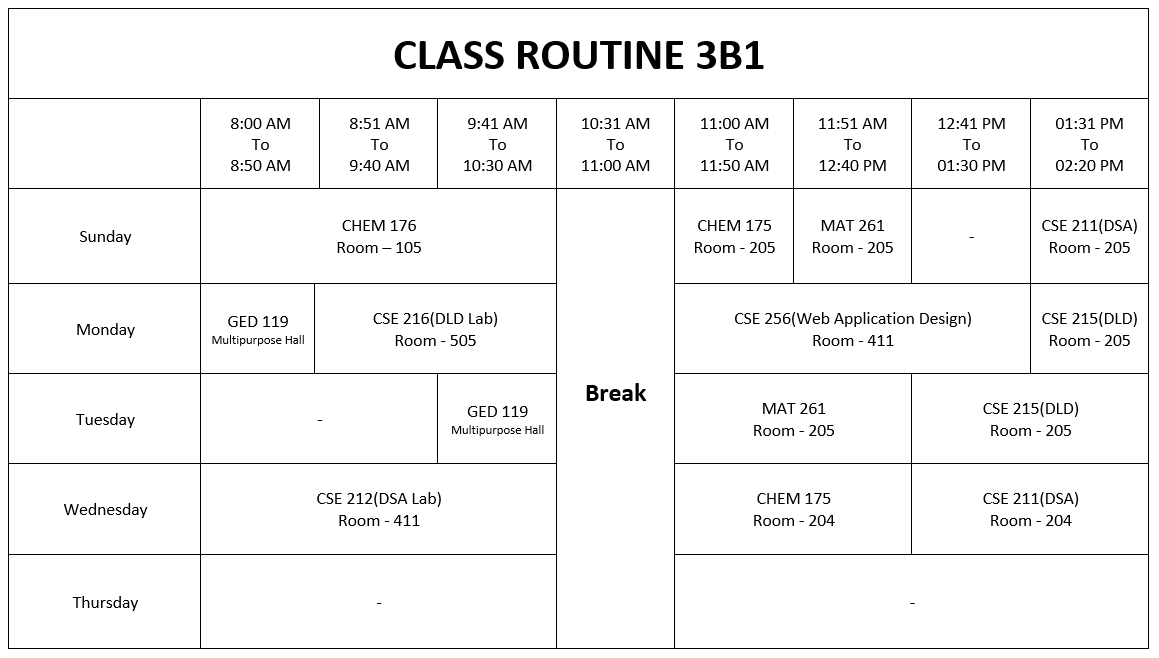 CLASS ROUTINE 3B1
8:00 AM
To
8:50 AM
8:51 AM
To
9:40 AM
9:41 AM
To
10:30 AM
10:31 AM
To
11:00 AM
11:00 AM
To
11:50 AM
11:51 AM
To
12:40 PM
12:41 PM
To
01:30 PM
01:31 PM
To
02:20 PM
Sunday
CHEM 176
Room – 105
CHEM 175
Room - 205
MAT 261
Room - 205
-
CSE 211(DSA)
Room - 205
Monday
GED 119
Multipurpose Hall
CSE 216(DLD Lab)
Room - 505
CSE 256(Web Application Design)
Room - 411
CSE 215(DLD)
Room - 205
Break
Tuesday
-
GED 119
Multipurpose Hall
MAT 261
Room - 205
CSE 215(DLD)
Room - 205
Wednesday
CSE 212(DSA Lab)
Room - 411
CHEM 175
Room - 204
CSE 211(DSA)
Room - 204
Thursday
-
-